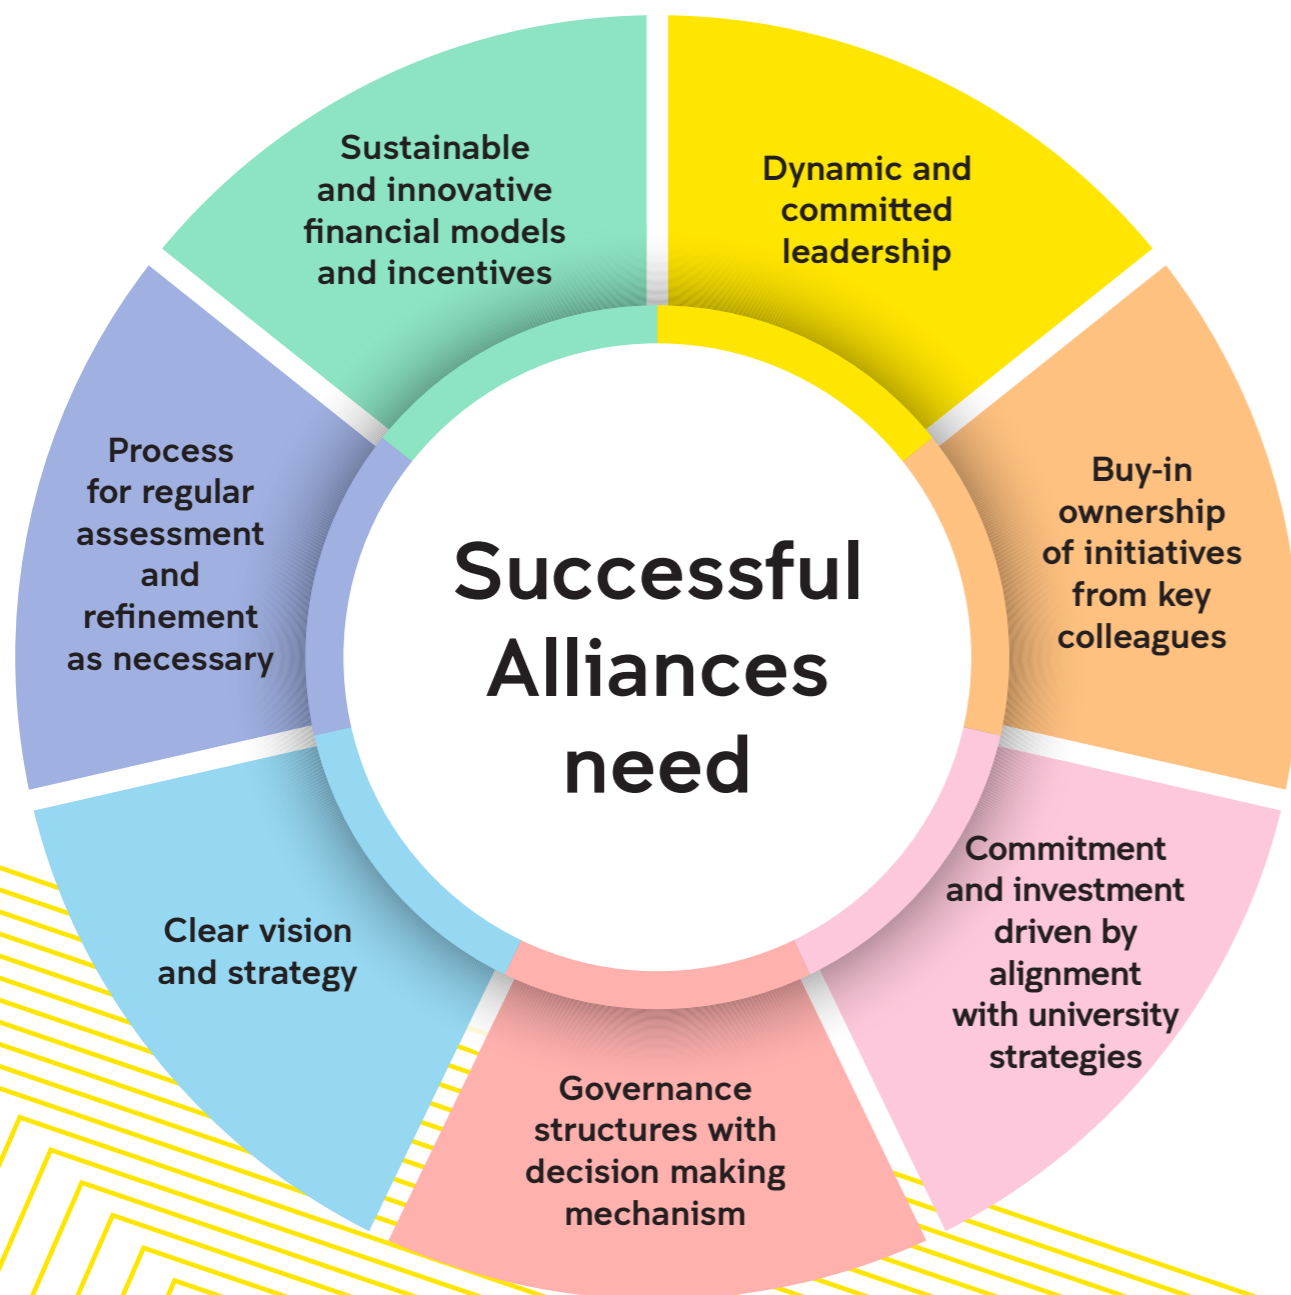 Successful
Alliances
need
Dynamic and
committed
leadership
Buy-in
ownership
of initiatives
from key
colleagues
Commitment
and investment
driven by
alignment
with university
strategies
Governance
structures with
decision making
mechanism
Clear vision
and strategy
Process
for regular
assessment
and
refinement
as necessary
Sustainable
and innovative
financial models
and incentives